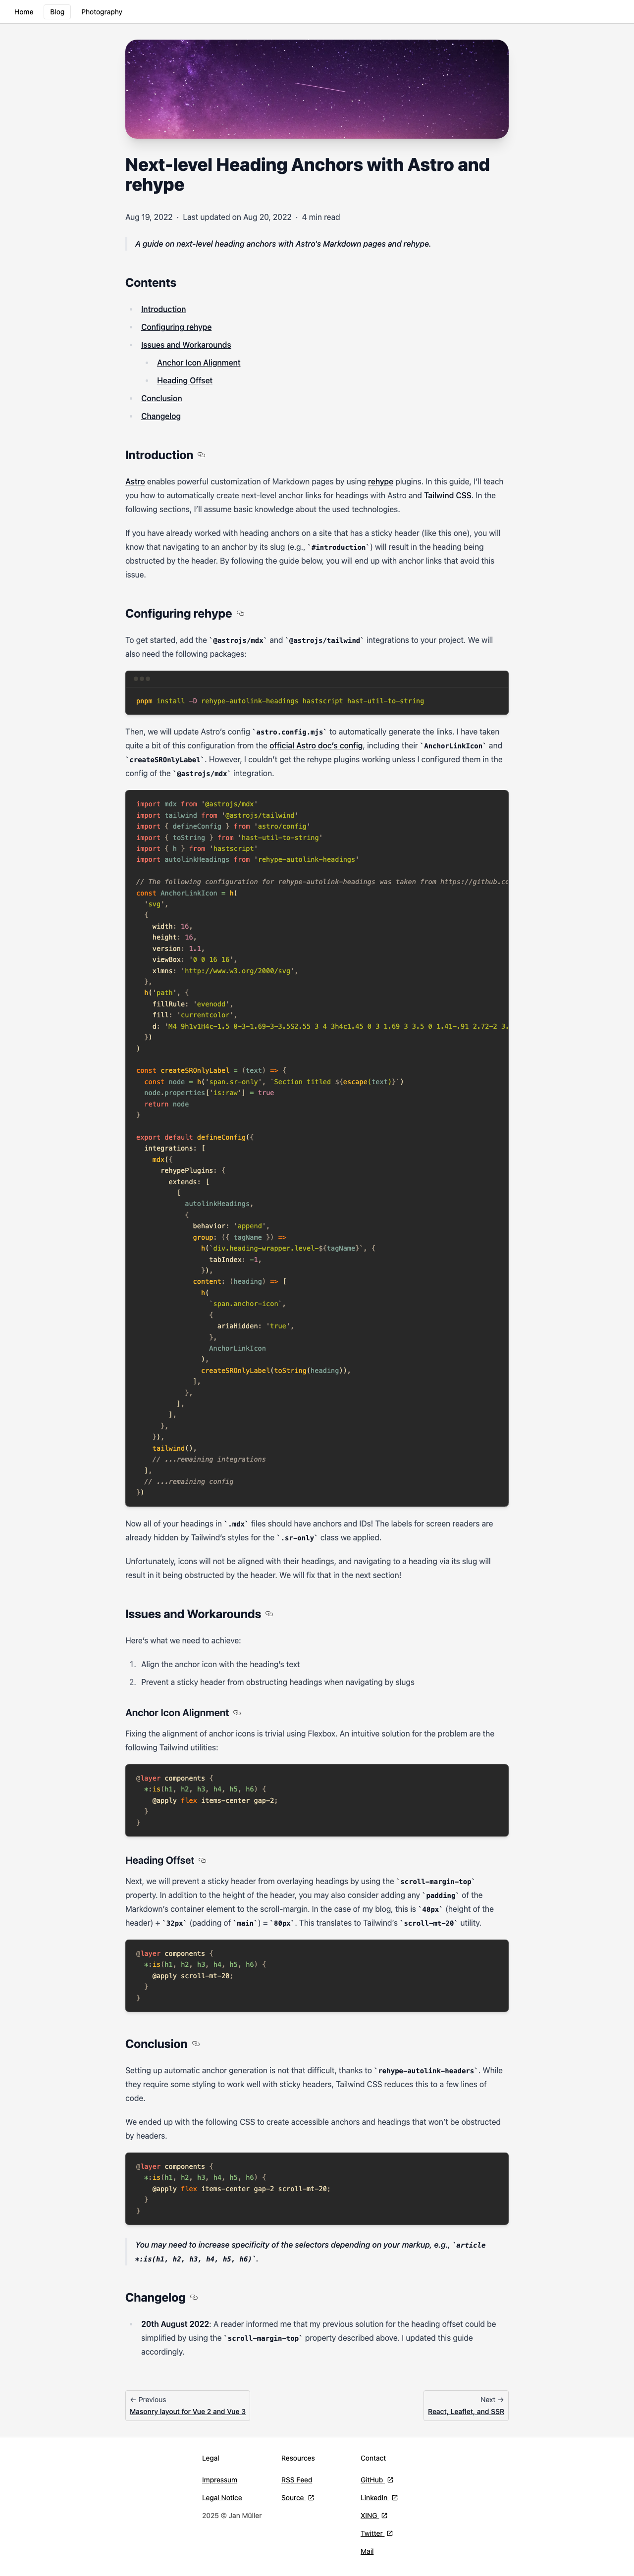 Home Blog Photography
Next-level Heading Anchors with Astro and
rehype
Aug 19, 2022 · Last updated on Aug 20, 2022 · 4 min read
A guide on next-level heading anchors with Astro's Markdown pages and rehype.
Contents
Introduction
Configuring rehype
Issues and Workarounds
Anchor Icon Alignment
Heading Offset
Conclusion
Changelog
Introduction
Astro enables powerful customization of Markdown pages by using rehype plugins. In this guide, I'll teach
you how to automatically create next-level anchor links for headings with Astro and Tailwind CSS. In the
following sections, I'll assume basic knowledge about the used technologies.
If you have already worked with heading anchors on a site that has a sticky header (like this one), you will
know that navigating to an anchor by its slug (e.g., `#introduction`) will result in the heading being
obstructed by the header. By following the guide below, you will end up with anchor links that avoid this
issue.
Configuring rehype
To get started, add the `@astrojs/mdx` and `@astrojs/tailwind` integrations to your project. We will
also need the following packages:
pnpm install -D rehype-autolink-headings hastscript hast-util-to-string
Then, we will update Astro's config `astro.config.mjs` to automatically generate the links. I have taken
quite a bit of this configuration from the official Astro doc's config, including their `AnchorLinkIcon` and
`createSROnlyLabel`. However, I couldn't get the rehype plugins working unless I configured them in the
config of the `@astrojs/mdx` integration.
import mdx from '@astrojs/mdx'
import tailwind from '@astrojs/tailwind'
import { defineConfig } from 'astro/config'
import { toString } from 'hast-util-to-string'
import { h } from 'hastscript'
import autolinkHeadings from 'rehype-autolink-headings'
// The following configuration for rehype-autolink-headings was taken from https://github.co
const AnchorLinkIcon = h(
'svg',
{
width: 16,
height: 16,
version: 1.1,
viewBox: '0 0 16 16',
xlmns: 'http://www.w3.org/2000/svg',
},
h('path', {
fillRule: 'evenodd',
fill: 'currentcolor',
d: 'M4 9h1v1H4c-1.5 0-3-1.69-3-3.5S2.55 3 4 3h4c1.45 0 3 1.69 3 3.5 0 1.41-.91 2.72-2 3.
})
)
const createSROnlyLabel = (text) => {
const node = h('span.sr-only', `Section titled ${escape(text)}`)
node.properties['is:raw'] = true
return node
}
export default defineConfig({
integrations: [
mdx({
rehypePlugins: {
extends: [
[
autolinkHeadings,
{
behavior: 'append',
group: ({ tagName }) =>
h(`div.heading-wrapper.level-${tagName}`, {
tabIndex: -1,
}),
content: (heading) => [
h(
`span.anchor-icon`,
{
ariaHidden: 'true',
},
AnchorLinkIcon
),
createSROnlyLabel(toString(heading)),
],
},
],
],
},
}),
tailwind(),
// ...remaining integrations
],
// ...remaining config
})
Now all of your headings in `.mdx` files should have anchors and IDs! The labels for screen readers are
already hidden by Tailwind's styles for the `.sr-only` class we applied.
Unfortunately, icons will not be aligned with their headings, and navigating to a heading via its slug will
result in it being obstructed by the header. We will fix that in the next section!
Issues and Workarounds
Here's what we need to achieve:
1. Align the anchor icon with the heading's text
2. Prevent a sticky header from obstructing headings when navigating by slugs
Anchor Icon Alignment
Fixing the alignment of anchor icons is trivial using Flexbox. An intuitive solution for the problem are the
following Tailwind utilities:
@layer components {
*:is(h1, h2, h3, h4, h5, h6) {
@apply flex items-center gap-2;
}
}
Heading Offset
Next, we will prevent a sticky header from overlaying headings by using the `scroll-margin-top`
property. In addition to the height of the header, you may also consider adding any `padding` of the
Markdown's container element to the scroll-margin. In the case of my blog, this is `48px` (height of the
header) + `32px` (padding of `main`) = `80px`. This translates to Tailwind's `scroll-mt-20` utility.
@layer components {
*:is(h1, h2, h3, h4, h5, h6) {
@apply scroll-mt-20;
}
}
Conclusion
Setting up automatic anchor generation is not that difficult, thanks to `rehype-autolink-headers`. While
they require some styling to work well with sticky headers, Tailwind CSS reduces this to a few lines of
code.
We ended up with the following CSS to create accessible anchors and headings that won't be obstructed
by headers.
@layer components {
*:is(h1, h2, h3, h4, h5, h6) {
@apply flex items-center gap-2 scroll-mt-20;
}
}
You may need to increase specificity of the selectors depending on your markup, e.g., `article
*:is(h1, h2, h3, h4, h5, h6)`.
Changelog
20th August 2022: A reader informed me that my previous solution for the heading offset could be
simplified by using the `scroll-margin-top` property described above. I updated this guide
accordingly.
← Previous
Masonry layout for Vue 2 and Vue 3
Next →
React, Leaflet, and SSR
Legal
Impressum
Legal Notice
2025 © Jan Müller
Resources
RSS Feed
Source
Contact
GitHub
LinkedIn
XING
Twitter
Mail